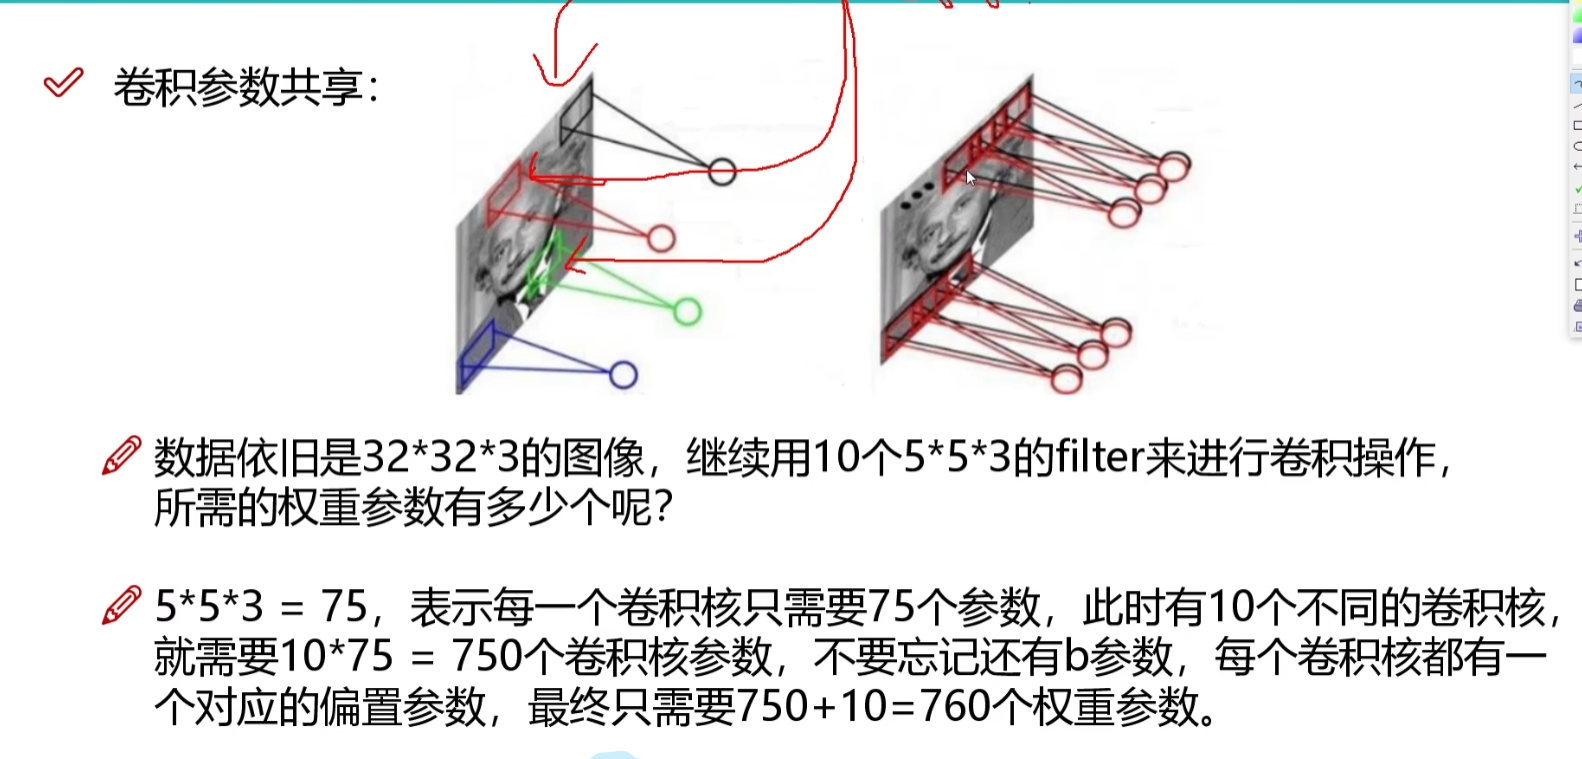 卷积参数共享：
数据依旧是32*32*3的图像，继续用10个5*5*3的filter来进行卷积操作，
所需的权重参数有多少个呢？
5*5*3 = 75，表示每一个卷积核只需要75个参数，此时有10个不同的卷积核，
就需要10*75 = 750个卷积核参数，不要忘记还有b参数，每个卷积核都有一
个对应的偏置参数，最终只需要750+10=760个权重参数。